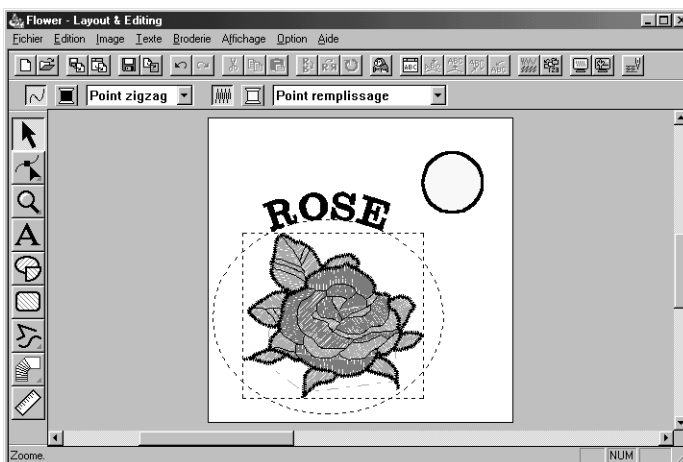 Flower - Layout & Editing
Fichier Edition Image Texte Broderie Affichage Option Aide
Point zigzag Point remplissage
ROSE
A
Zoome. NUM